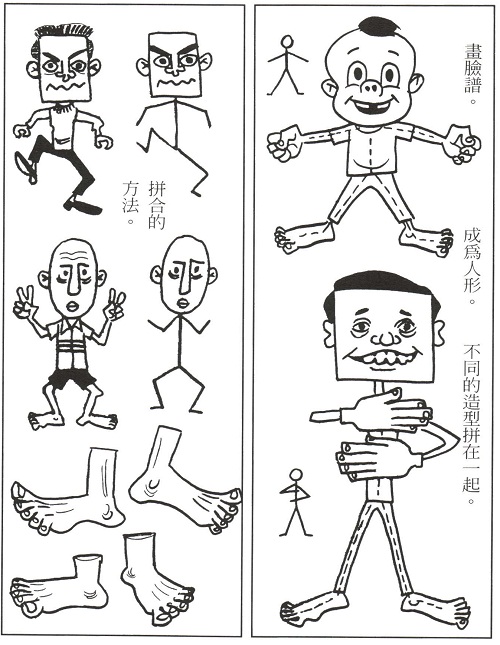 畫臉譜。
成爲人形。
不同的造型拼在一起。
拼合的
方法。